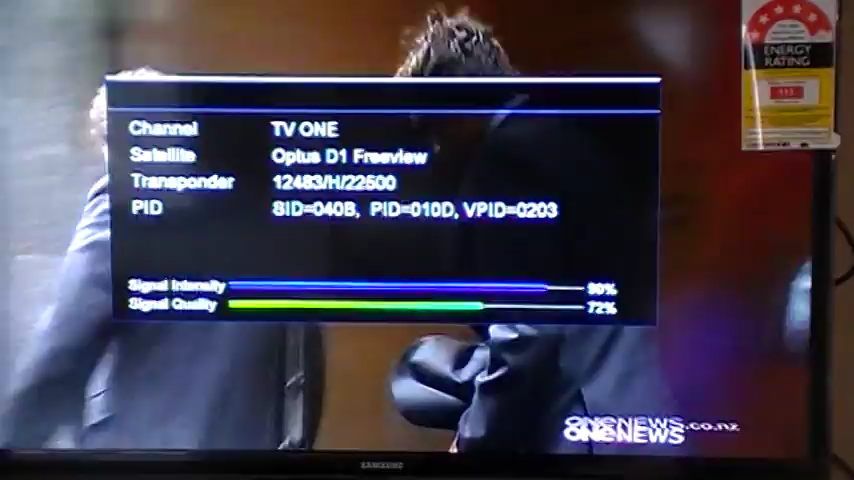 ENERGY
RATING
Channel TV ONE
Satellite Optus D1 Freeview
Transponder 12483/H/22500
PID SID=040B, PID=010D, VPID=0203
Signal Intensity 90%
Signal Quality 72%
ONENEWS.co.nz
ONENEWS
SAMSUNG